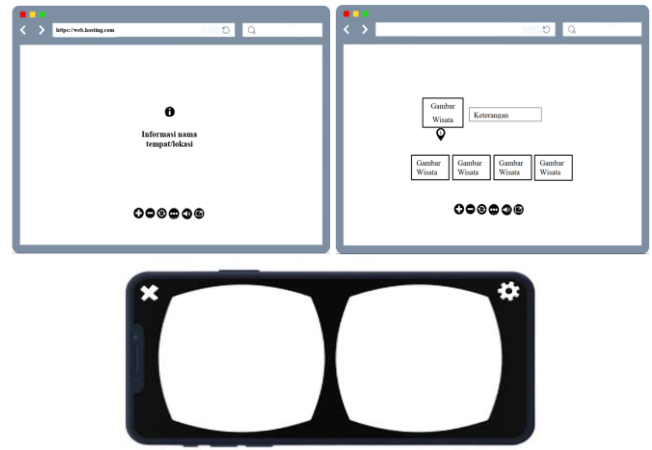 https://web.hosting.com
Informasi nama
tempat/lokasi
Gambar
Wisata
Keterangan
Gambar
Wisata
Gambar
Wisata
Gambar
Wisata
Gambar
Wisata